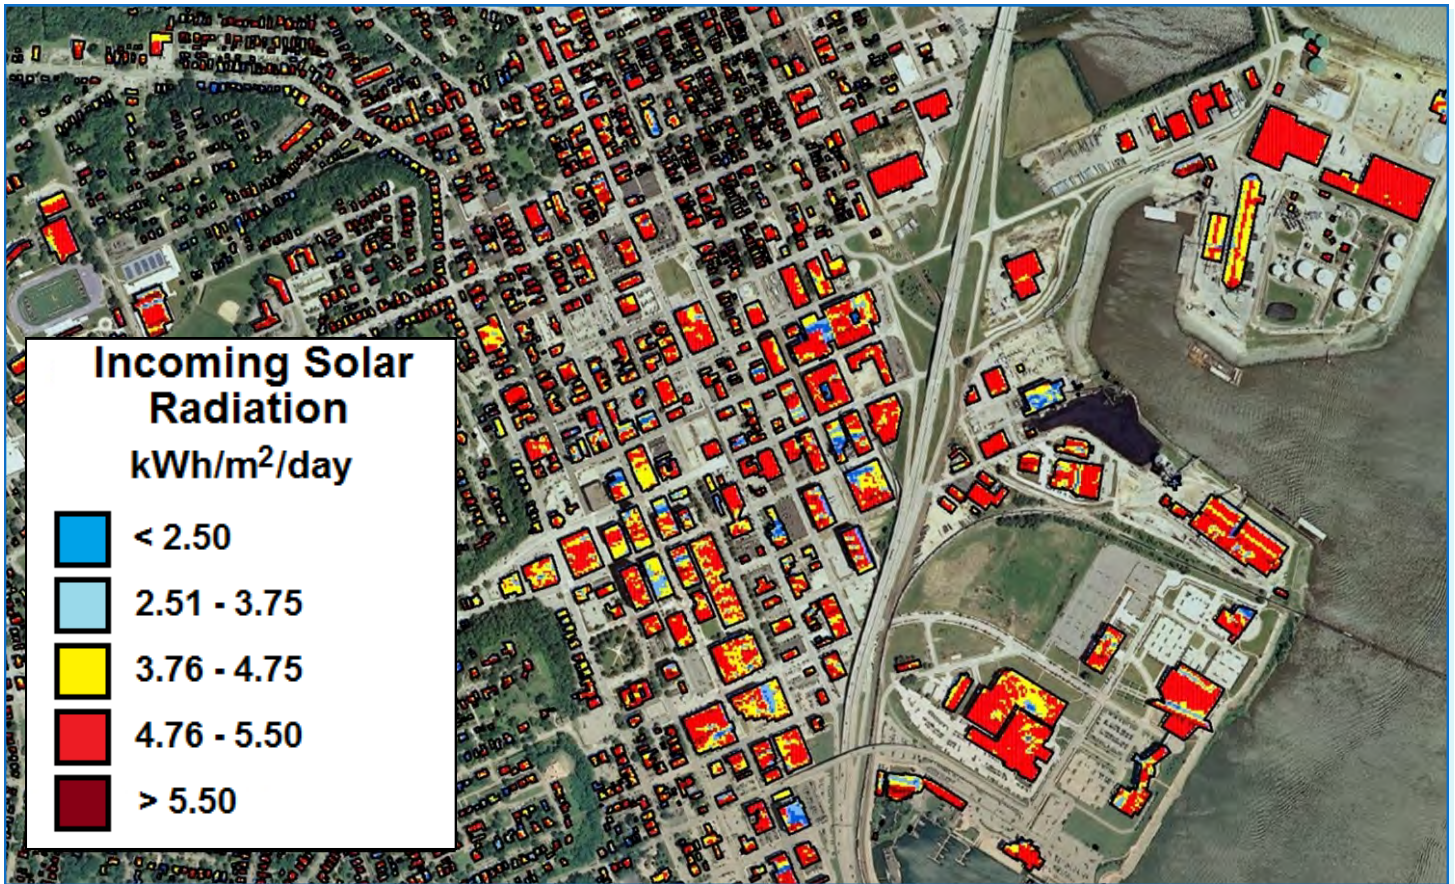 Incoming Solar
Radiation
kWh/m²/day
< 2.50
2.51 - 3.75
3.76 - 4.75
4.76 - 5.50
> 5.50